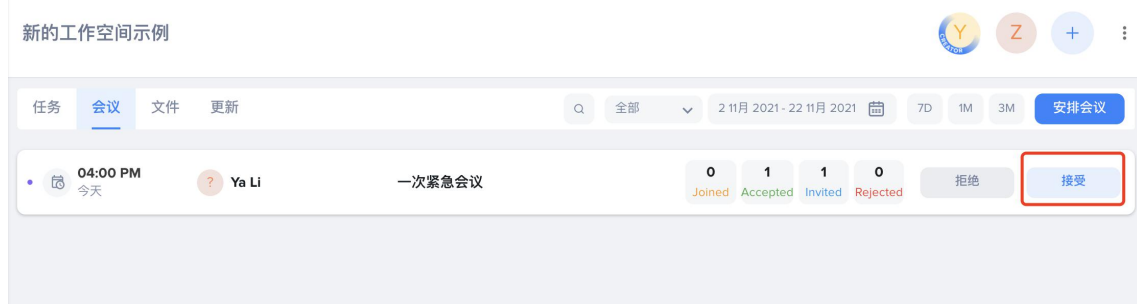 新的工作空间示例
Y
CREATOR
Z
+
任务 会议 文件 更新
全部
2 11月 2021 - 22 11月 2021
7D 1M 3M
安排会议
04:00 PM
今天
? Ya Li
一次紧急会议
0 1 1 0
Joined Accepted Invited Rejected
拒绝
接受